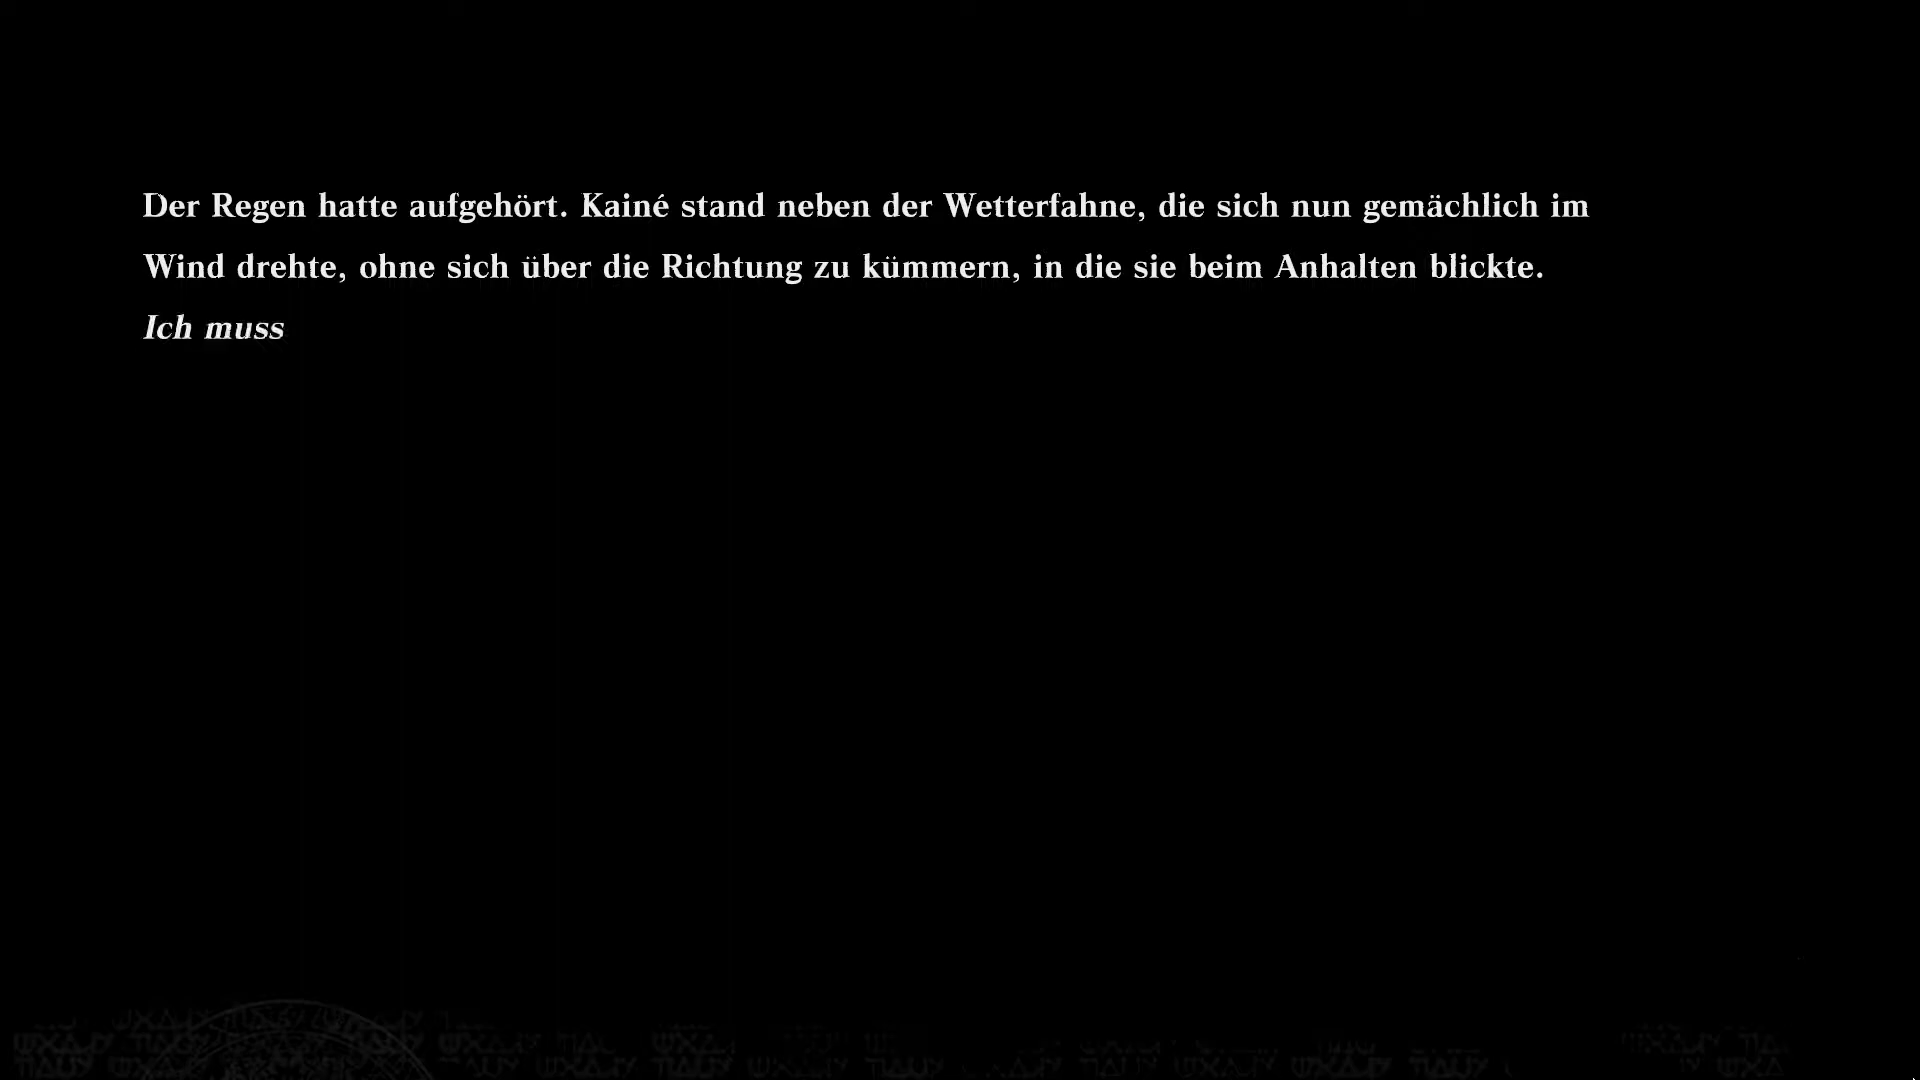 Der Regen hatte aufgehört. Kainé stand neben der Wetterfahne, die sich nun gemächlich im
Wind drehte, ohne sich über die Richtung zu kümmern, in die sie beim Anhalten blickte.
Ich muss